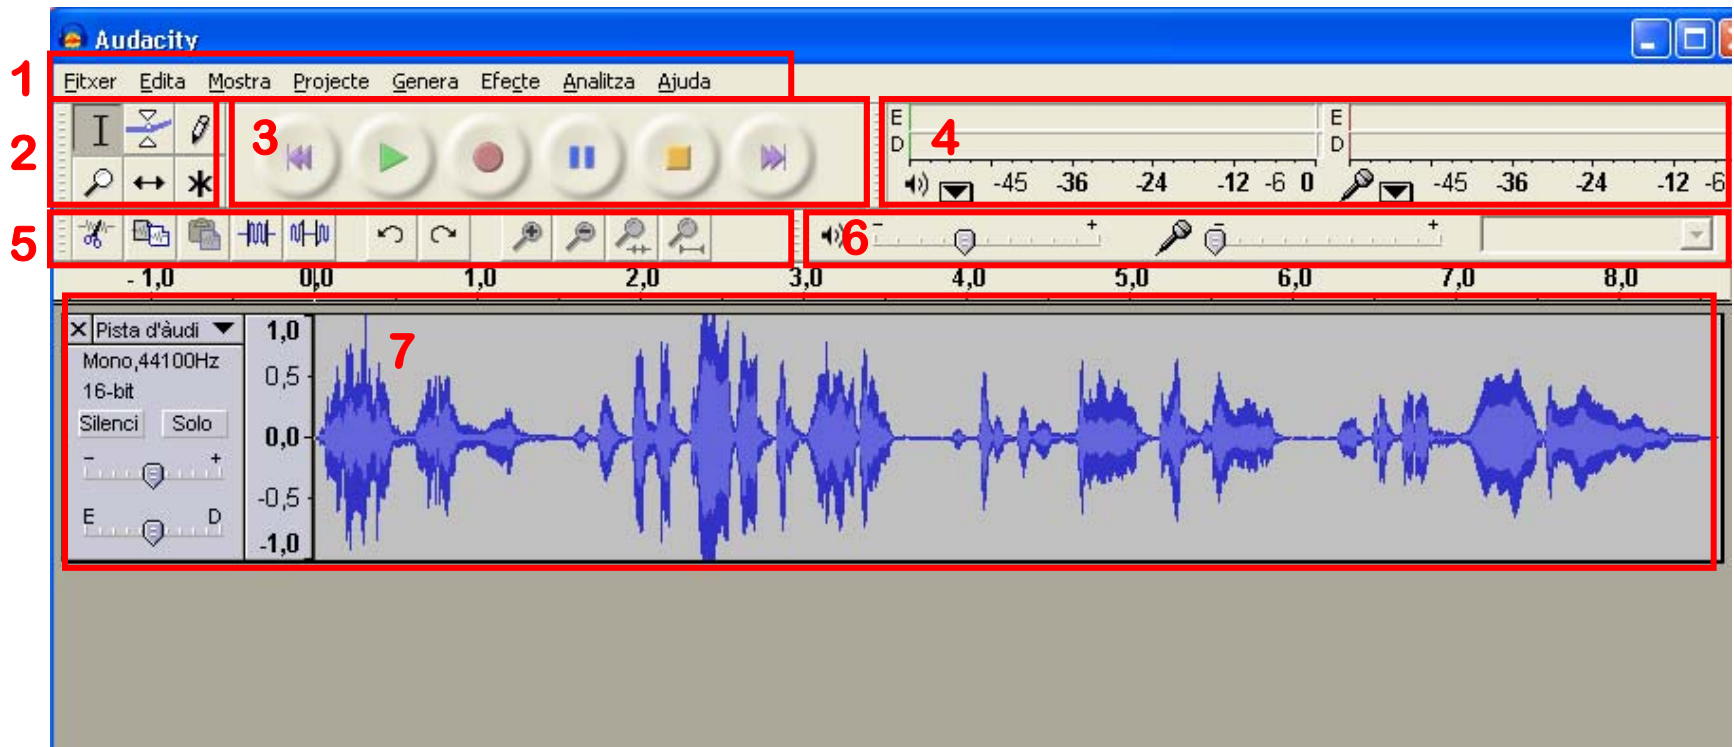 Audacity
1 Fitxer Edita Mostra Projecte Genera Efecte Analitza Ajuda
2 3 4
E E
D D
-45 -36 -24 -12 -6 0 -45 -36 -24 -12 -6
5 6 - + - +
-1,0 0,0 1,0 2,0 3,0 4,0 5,0 6,0 7,0 8,0
7
Pista d'àudi 1,0
Mono,44100Hz
0,5
16-bit
Silenci Solo
0,0
- +
-0,5
E D
-1,0